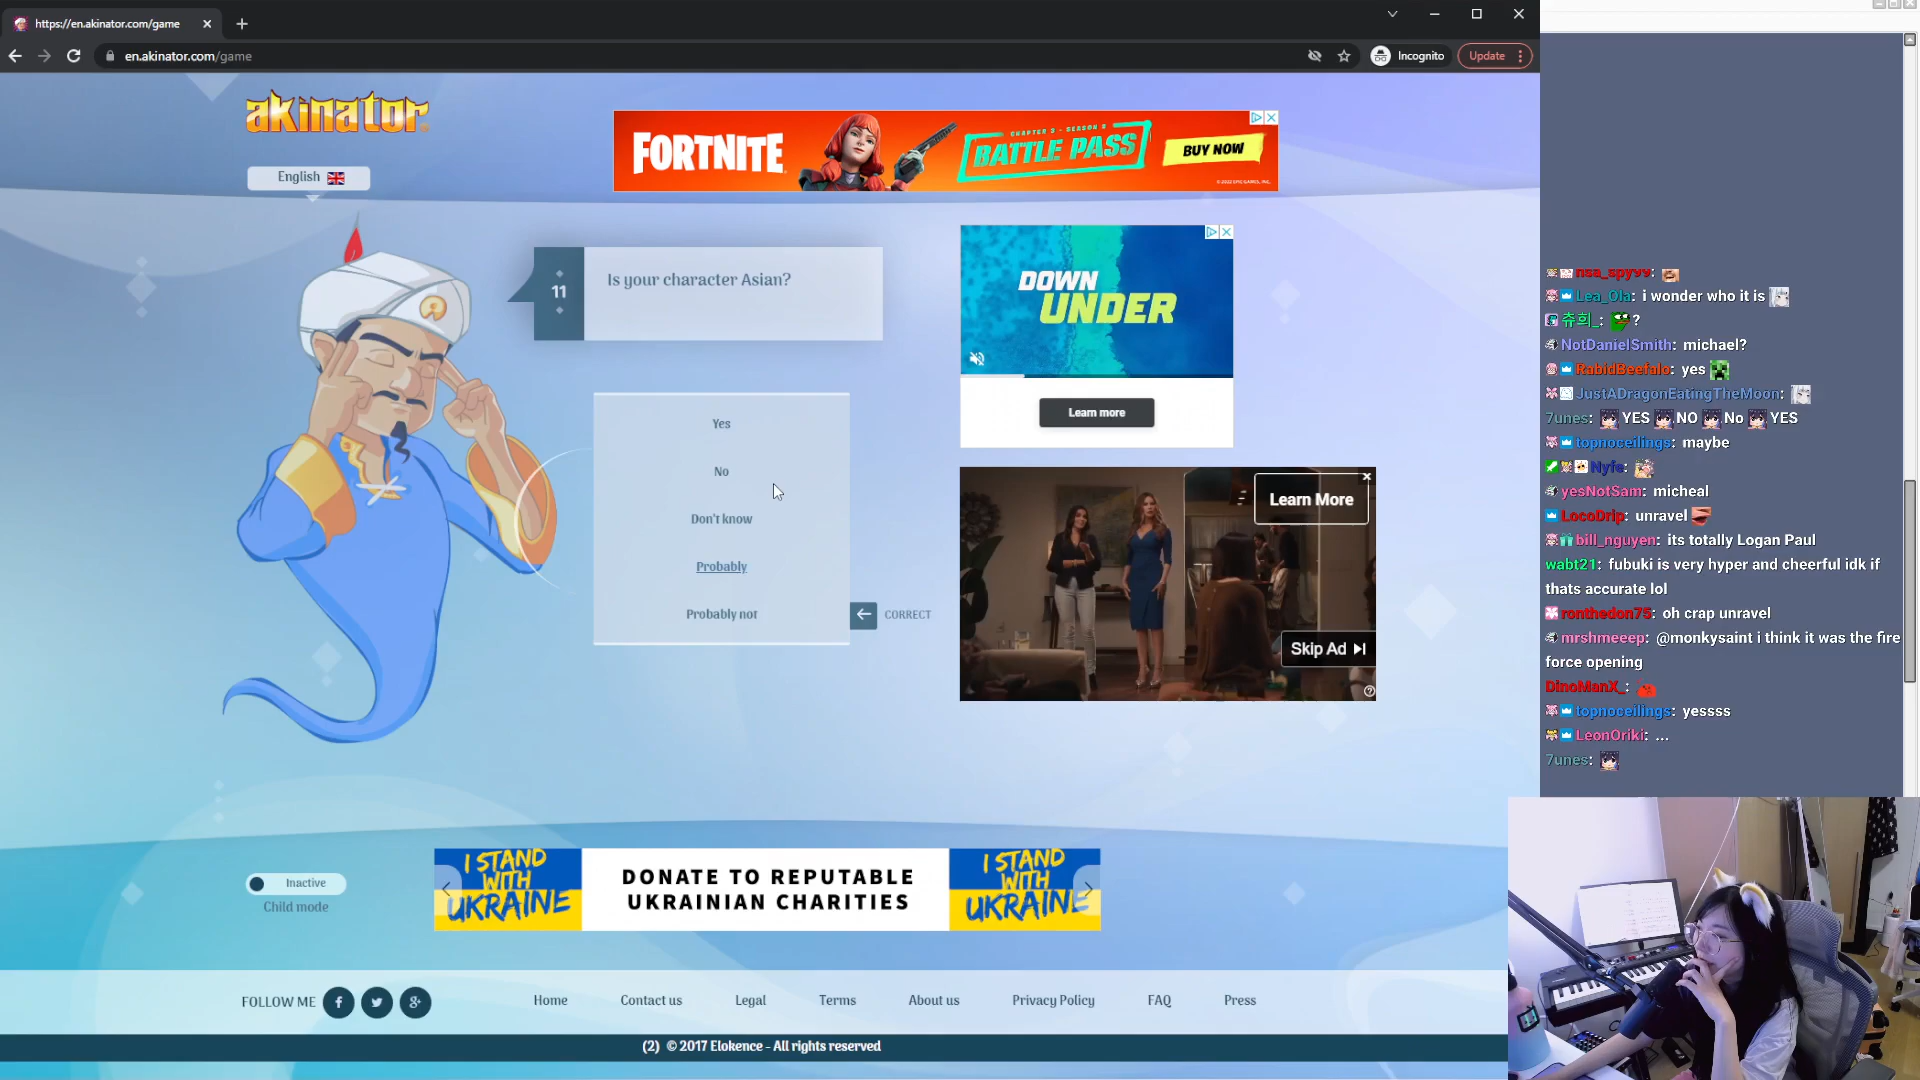 https://en.akinator.com/game
en.akinator.com/game
Incognito
Update
akinator
English
FORTNITE
CHAPTER 3 - SEASON 2
BATTLE PASS
BUY NOW
11
Is your character Asian?
Yes
No
Don't know
Probably
Probably not
CORRECT
DOWN
UNDER
Learn more
Learn More
Skip Ad
Inactive
Child mode
I STAND
WITH
UKRAINE
DONATE TO REPUTABLE
UKRAINIAN CHARITIES
I STAND
WITH
UKRAINE
FOLLOW ME
Home
Contact us
Legal
Terms
About us
Privacy Policy
FAQ
Press
(2) © 2017 Elokence - All rights reserved
nsa_spy99:
Lea_Ola: i wonder who it is
츄희_: ?
NotDanielSmith: michael?
RabidBeefalo: yes
JustADragonEatingTheMoon:
7unes: YES NO No YES
topnoceilings: maybe
Nyfe:
yesNotSam: micheal
LocoDrip: unravel
bill_nguyen: its totally Logan Paul
wabt21: fubuki is very hyper and cheerful idk if
thats accurate lol
ronthedon75: oh crap unravel
mrshmeeep: @monkysaint i think it was the fire
force opening
DinoManX_:
topnoceilings: yessss
LeonOriki: ...
7unes: